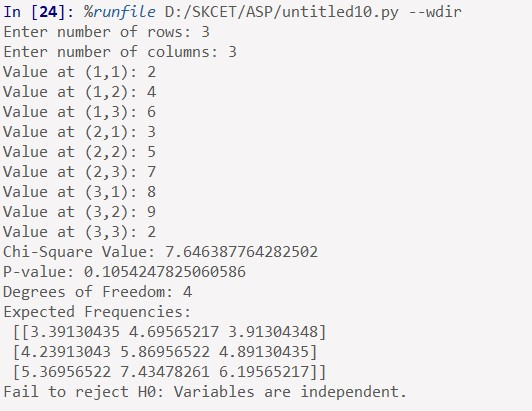 In [24]: %runfile D:/SKCET/ASP/untitled10.py --wdir
Enter number of rows: 3
Enter number of columns: 3
Value at (1,1): 2
Value at (1,2): 4
Value at (1,3): 6
Value at (2,1): 3
Value at (2,2): 5
Value at (2,3): 7
Value at (3,1): 8
Value at (3,2): 9
Value at (3,3): 2
Chi-Square Value: 7.646387764282502
P-value: 0.1054247825060586
Degrees of Freedom: 4
Expected Frequencies:
[[3.39130435 4.69565217 3.91304348]
[4.23913043 5.86956522 4.89130435]
[5.36956522 7.43478261 6.19565217]]
Fail to reject H0: Variables are independent.